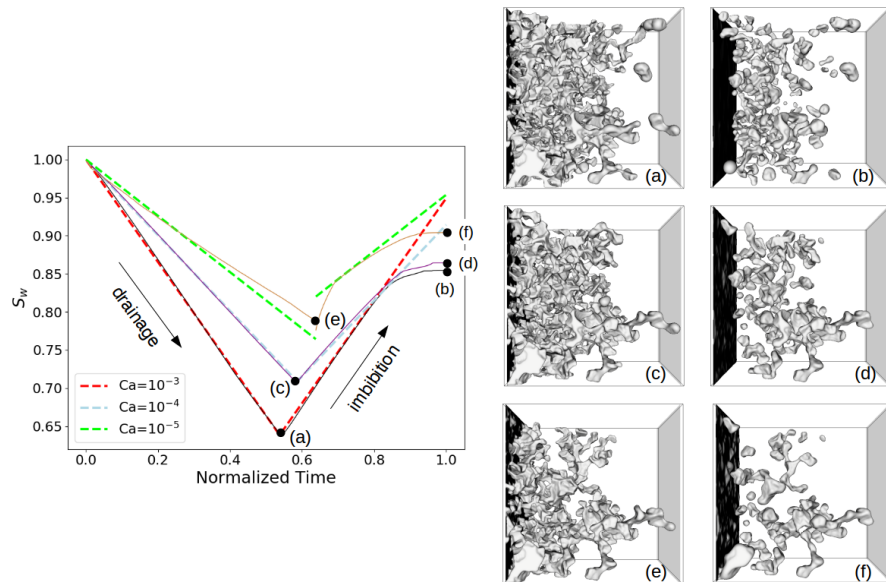 1.00
0.95
0.90
0.85
0.80
0.75
0.70
0.65
S_w
0.0
0.2
0.4
0.6
0.8
1.0
Normalized Time
drainage
imbibition
(a)
(c)
(e)
(f)
(d)
(b)
Ca=10⁻³
Ca=10⁻⁴
Ca=10⁻⁵
(a)
(b)
(c)
(d)
(e)
(f)